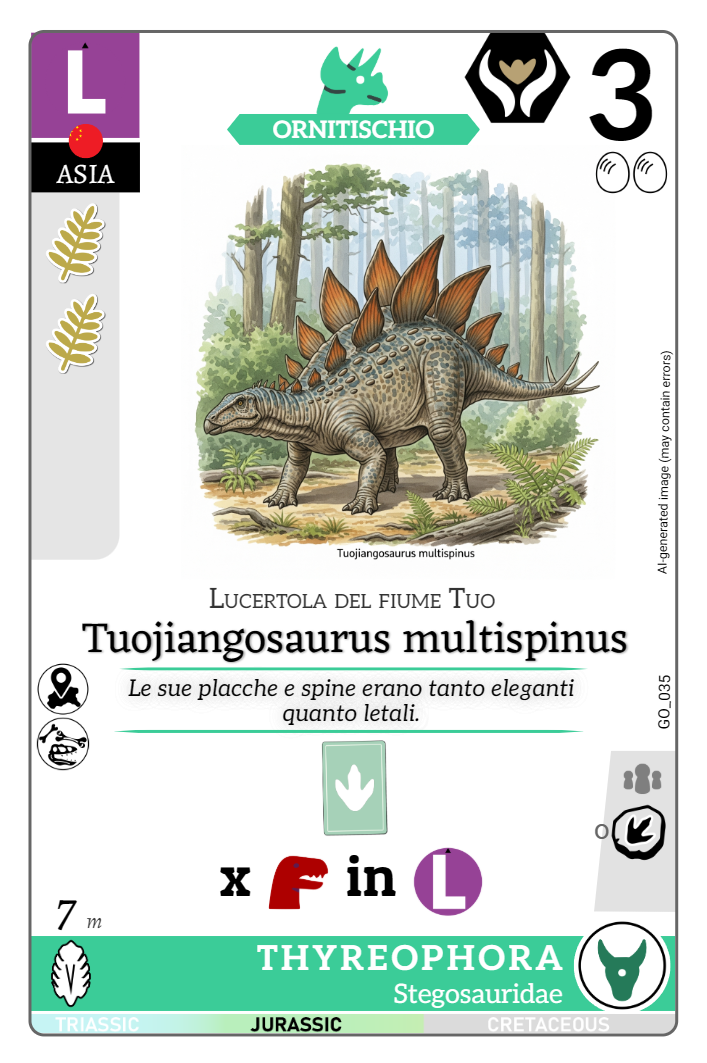 L
ASIA
ORNITISCHIO
3
Tuojiangosaurus multispinus
AI-generated image (may contain errors)
Lucertola del fiume Tuo
Tuojiangosaurus multispinus
Le sue placche e spine erano tanto eleganti
quanto letali.
GO_035
o
x in L
7 m
THYREOPHORA
Stegosauridae
TRIASSIC JURASSIC CRETACEOUS